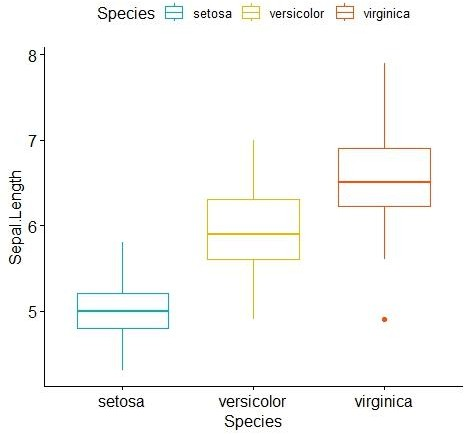 Species setosa versicolor virginica
8
7
6
5
Sepal.Length
setosa versicolor virginica
Species